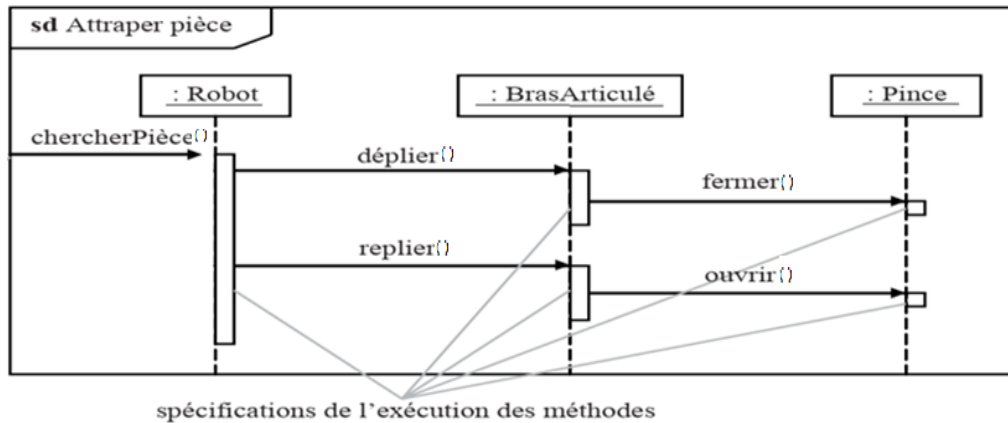 sd Attraper pièce
: Robot
: BrasArticulé
: Pince
chercherPièce()
déplier()
fermer()
replier()
ouvrir()
spécifications de l'exécution des méthodes